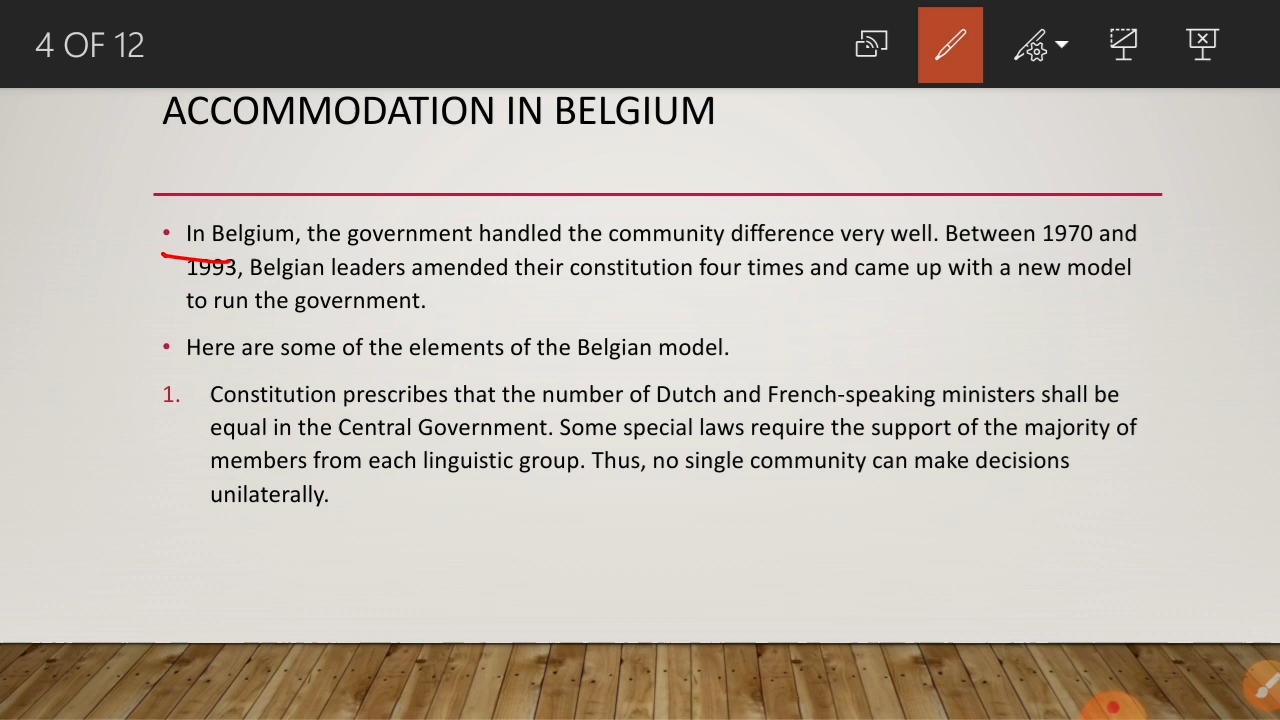 4 OF 12
ACCOMMODATION IN BELGIUM
• In Belgium, the government handled the community difference very well. Between 1970 and
1993, Belgian leaders amended their constitution four times and came up with a new model
to run the government.
• Here are some of the elements of the Belgian model.
1. Constitution prescribes that the number of Dutch and French-speaking ministers shall be
equal in the Central Government. Some special laws require the support of the majority of
members from each linguistic group. Thus, no single community can make decisions
unilaterally.